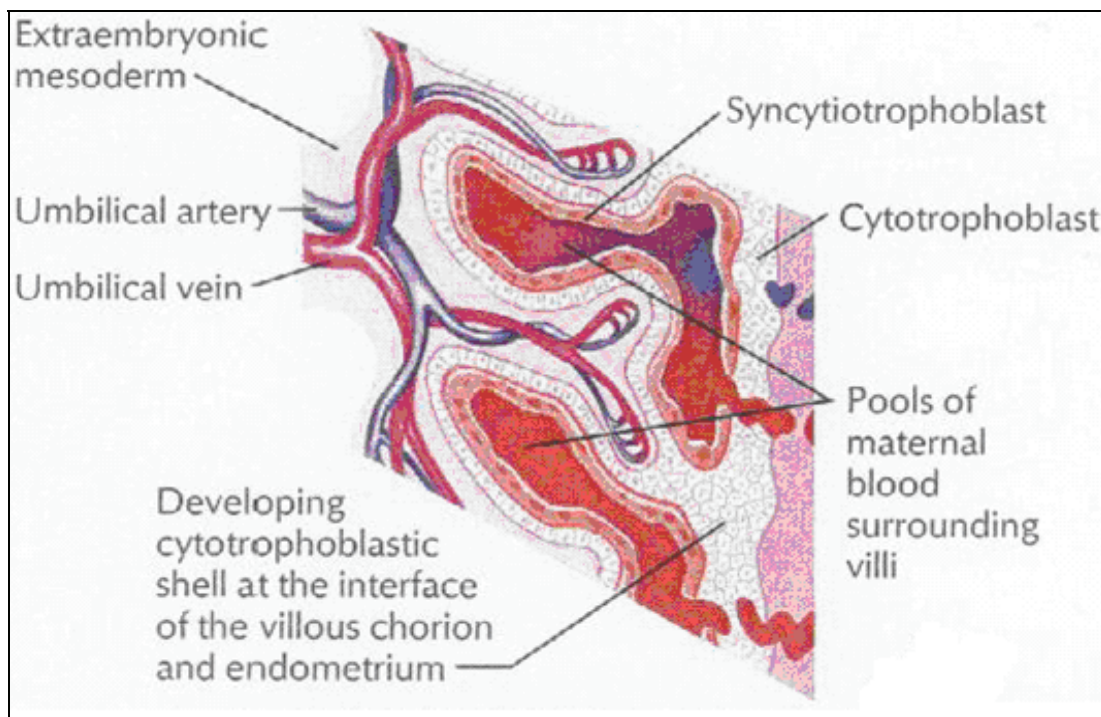 Extraembryonic
mesoderm
Syncytiotrophoblast
Umbilical artery
Cytotrophoblast
Umbilical vein
Pools of
maternal
blood
surrounding
villi
Developing
cytotrophoblastic
shell at the interface
of the villous chorion
and endometrium